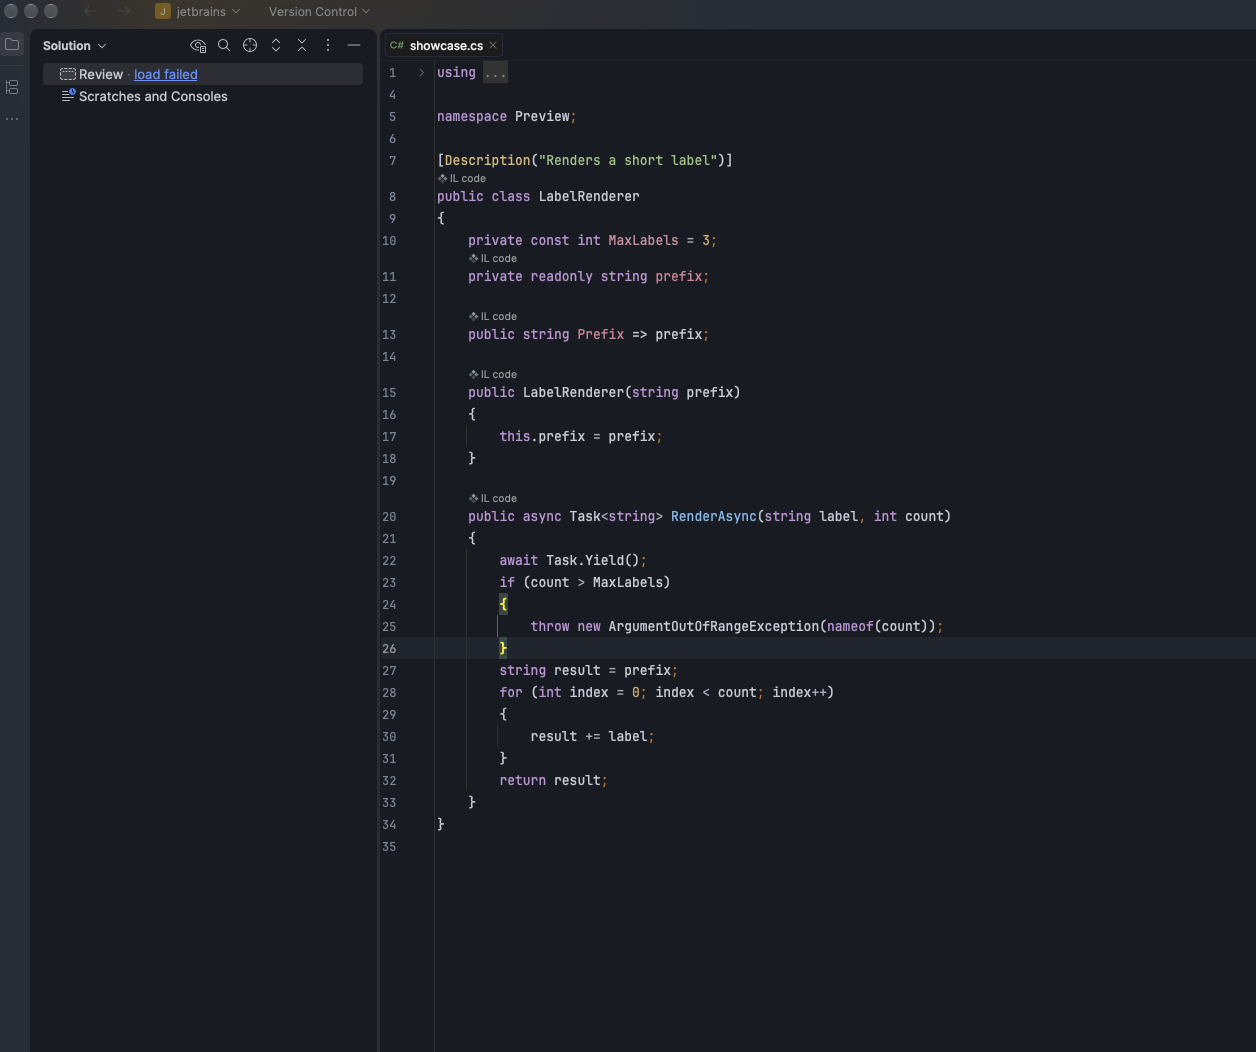 J jetbrains Version Control
Solution
Review · load failed
Scratches and Consoles
C# showcase.cs
1 using ...
4
5 namespace Preview;
6
7 [Description("Renders a short label")]
IL code
8 public class LabelRenderer
9 {
10 private const int MaxLabels = 3;
IL code
11 private readonly string prefix;
12
IL code
13 public string Prefix => prefix;
14
IL code
15 public LabelRenderer(string prefix)
16 {
17 this.prefix = prefix;
18 }
19
IL code
20 public async Task<string> RenderAsync(string label, int count)
21 {
22 await Task.Yield();
23 if (count > MaxLabels)
24 {
25 throw new ArgumentOutOfRangeException(nameof(count));
26 }
27 string result = prefix;
28 for (int index = 0; index < count; index++)
29 {
30 result += label;
31 }
32 return result;
33 }
34 }
35